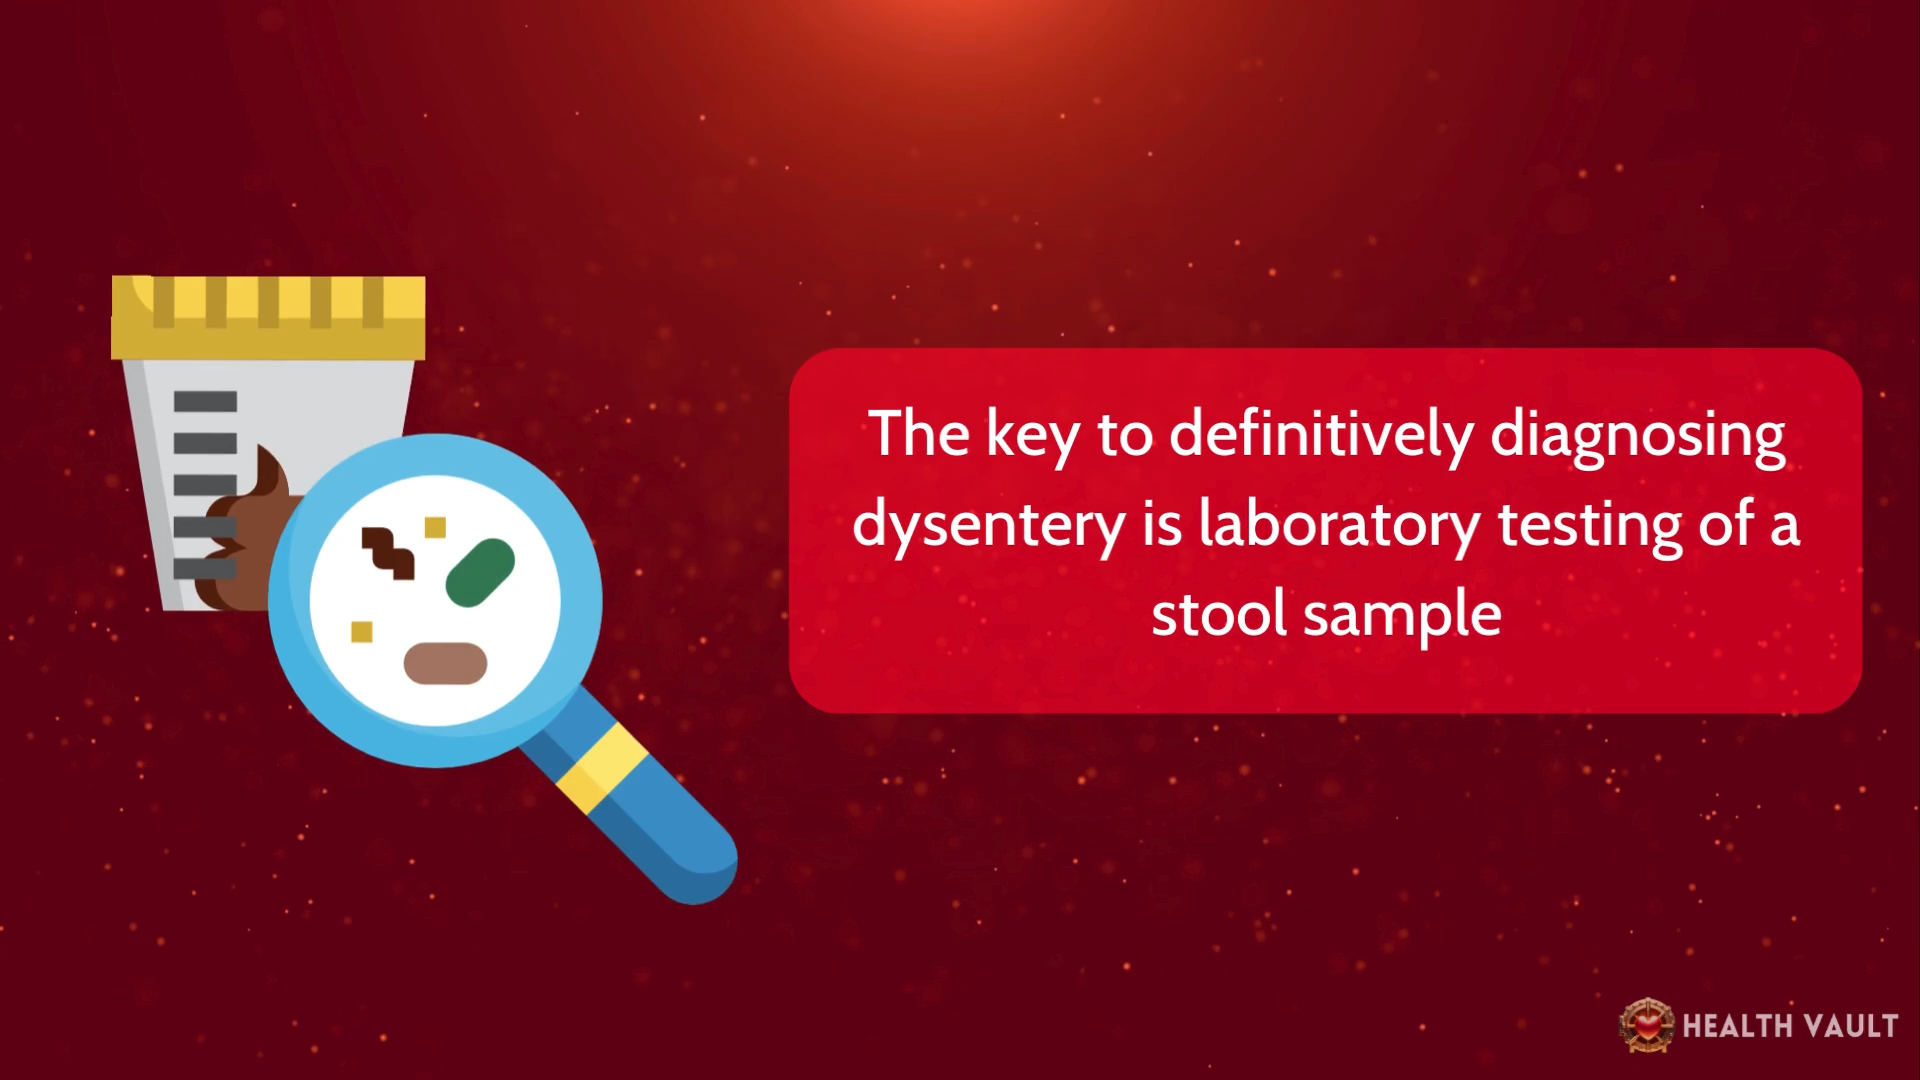 The key to definitively diagnosing
dysentery is laboratory testing of a
stool sample
HEALTH VAULT